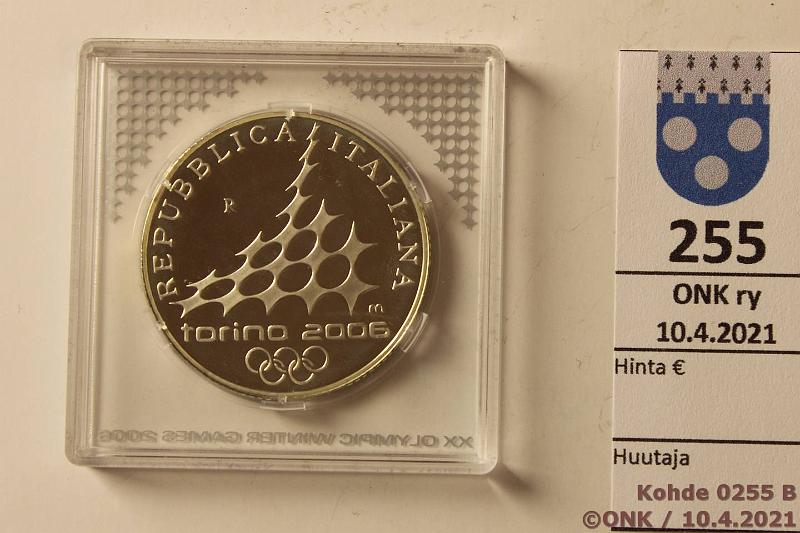 REPUBBLICA ITALIANA
R
m
torino 2006
XX OLYMPIC WINTER GAMES 2006
255
ONK ry
10.4.2021
Hinta €
Huutaja
Kohde 0255 B
©ONK / 10.4.2021